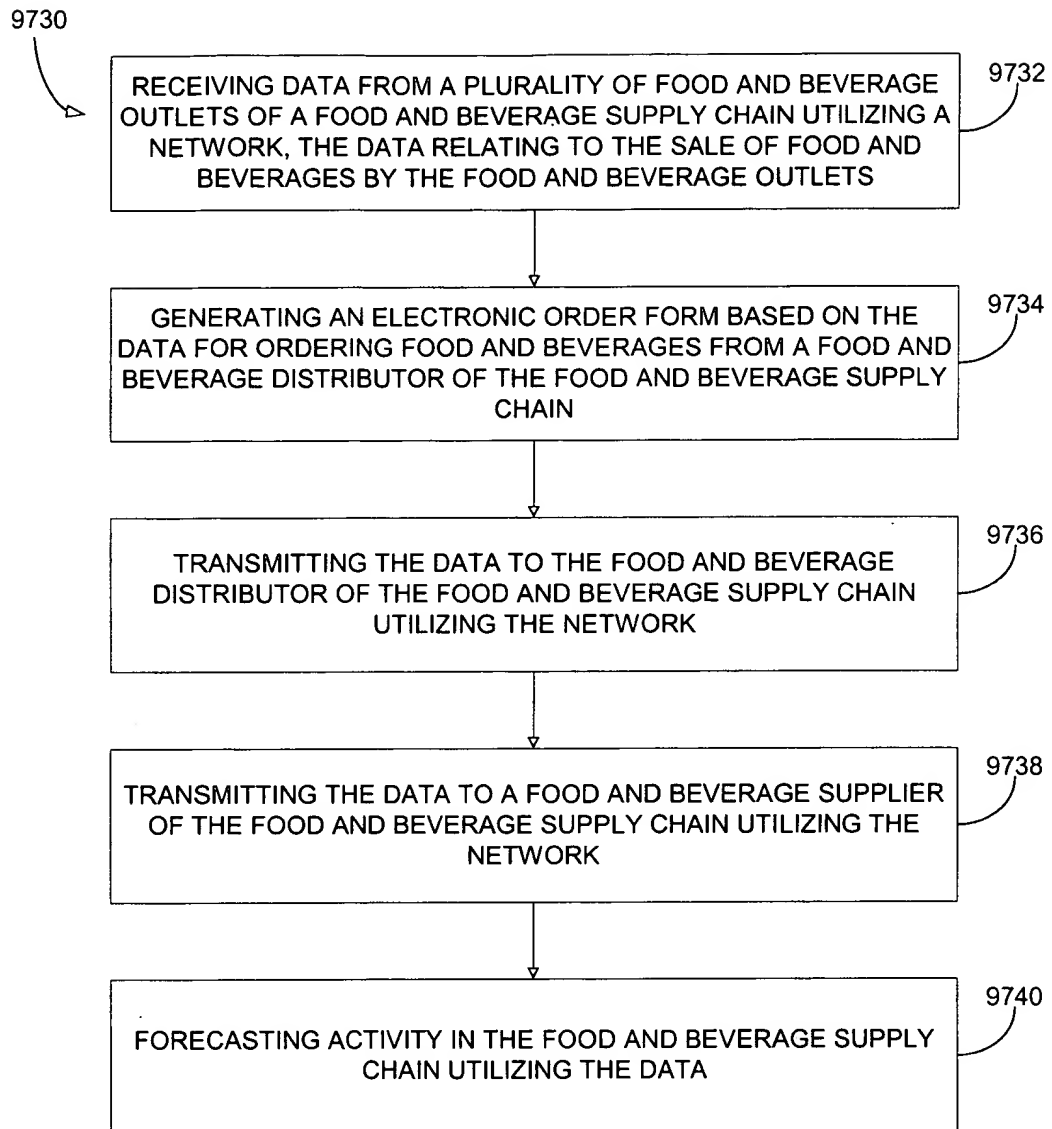 9730
9732
RECEIVING DATA FROM A PLURALITY OF FOOD AND BEVERAGE
OUTLETS OF A FOOD AND BEVERAGE SUPPLY CHAIN UTILIZING A
NETWORK, THE DATA RELATING TO THE SALE OF FOOD AND
BEVERAGES BY THE FOOD AND BEVERAGE OUTLETS
9734
GENERATING AN ELECTRONIC ORDER FORM BASED ON THE
DATA FOR ORDERING FOOD AND BEVERAGES FROM A FOOD AND
BEVERAGE DISTRIBUTOR OF THE FOOD AND BEVERAGE SUPPLY
CHAIN
9736
TRANSMITTING THE DATA TO THE FOOD AND BEVERAGE
DISTRIBUTOR OF THE FOOD AND BEVERAGE SUPPLY CHAIN
UTILIZING THE NETWORK
9738
TRANSMITTING THE DATA TO A FOOD AND BEVERAGE SUPPLIER
OF THE FOOD AND BEVERAGE SUPPLY CHAIN UTILIZING THE
NETWORK
9740
FORECASTING ACTIVITY IN THE FOOD AND BEVERAGE SUPPLY
CHAIN UTILIZING THE DATA